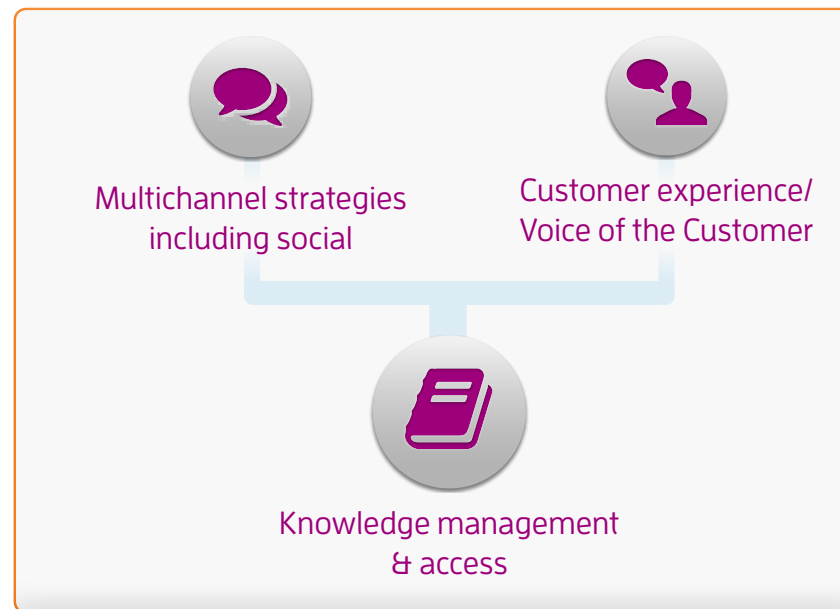 Multichannel strategies
including social
Customer experience/
Voice of the Customer
Knowledge management
& access